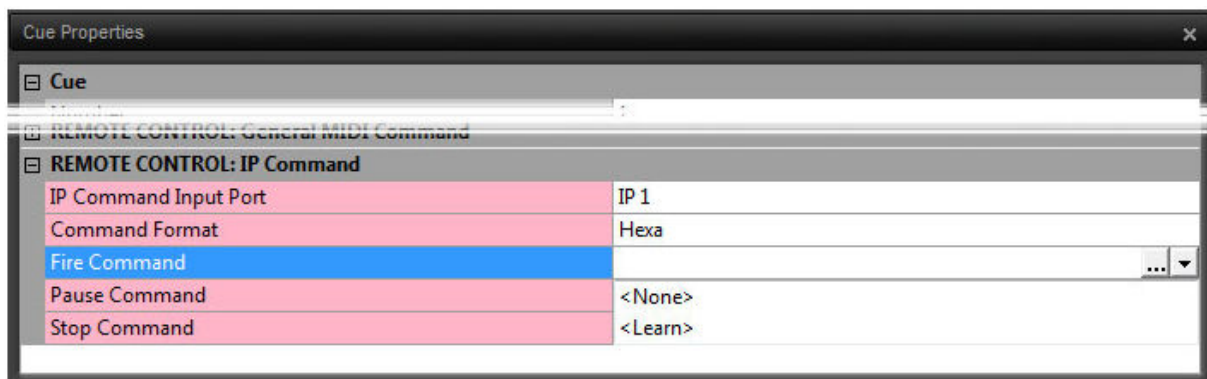 Cue Properties
Cue
REMOTE CONTROL: General MIDI Command
REMOTE CONTROL: IP Command
IP Command Input Port IP 1
Command Format Hexa
Fire Command ...
Pause Command <None>
Stop Command <Learn>